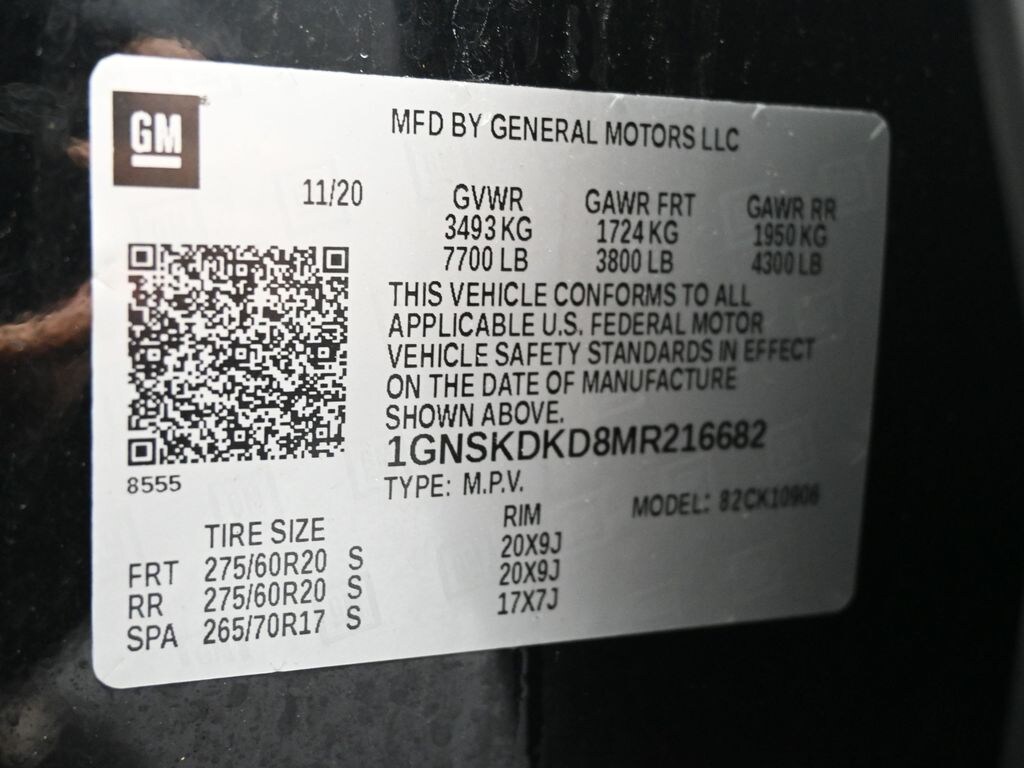 GM
MFD BY GENERAL MOTORS LLC
11/20 GVWR GAWR FRT GAWR RR
3493 KG 1724 KG 1950 KG
7700 LB 3800 LB 4300 LB
THIS VEHICLE CONFORMS TO ALL
APPLICABLE U.S. FEDERAL MOTOR
VEHICLE SAFETY STANDARDS IN EFFECT
ON THE DATE OF MANUFACTURE
SHOWN ABOVE.
1GNSKDKD8MR216682
8555
TYPE: M.P.V. MODEL: 82CK10906
TIRE SIZE RIM
FRT 275/60R20 S 20X9J
RR 275/60R20 S 20X9J
SPA 265/70R17 S 17X7J